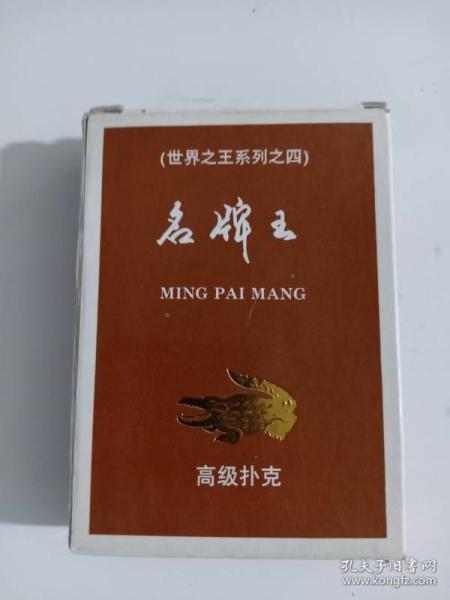 (世界之王系列之四)
名牌王
MING PAI MANG
高级扑克
孔夫子旧书网
www.kongfz.com